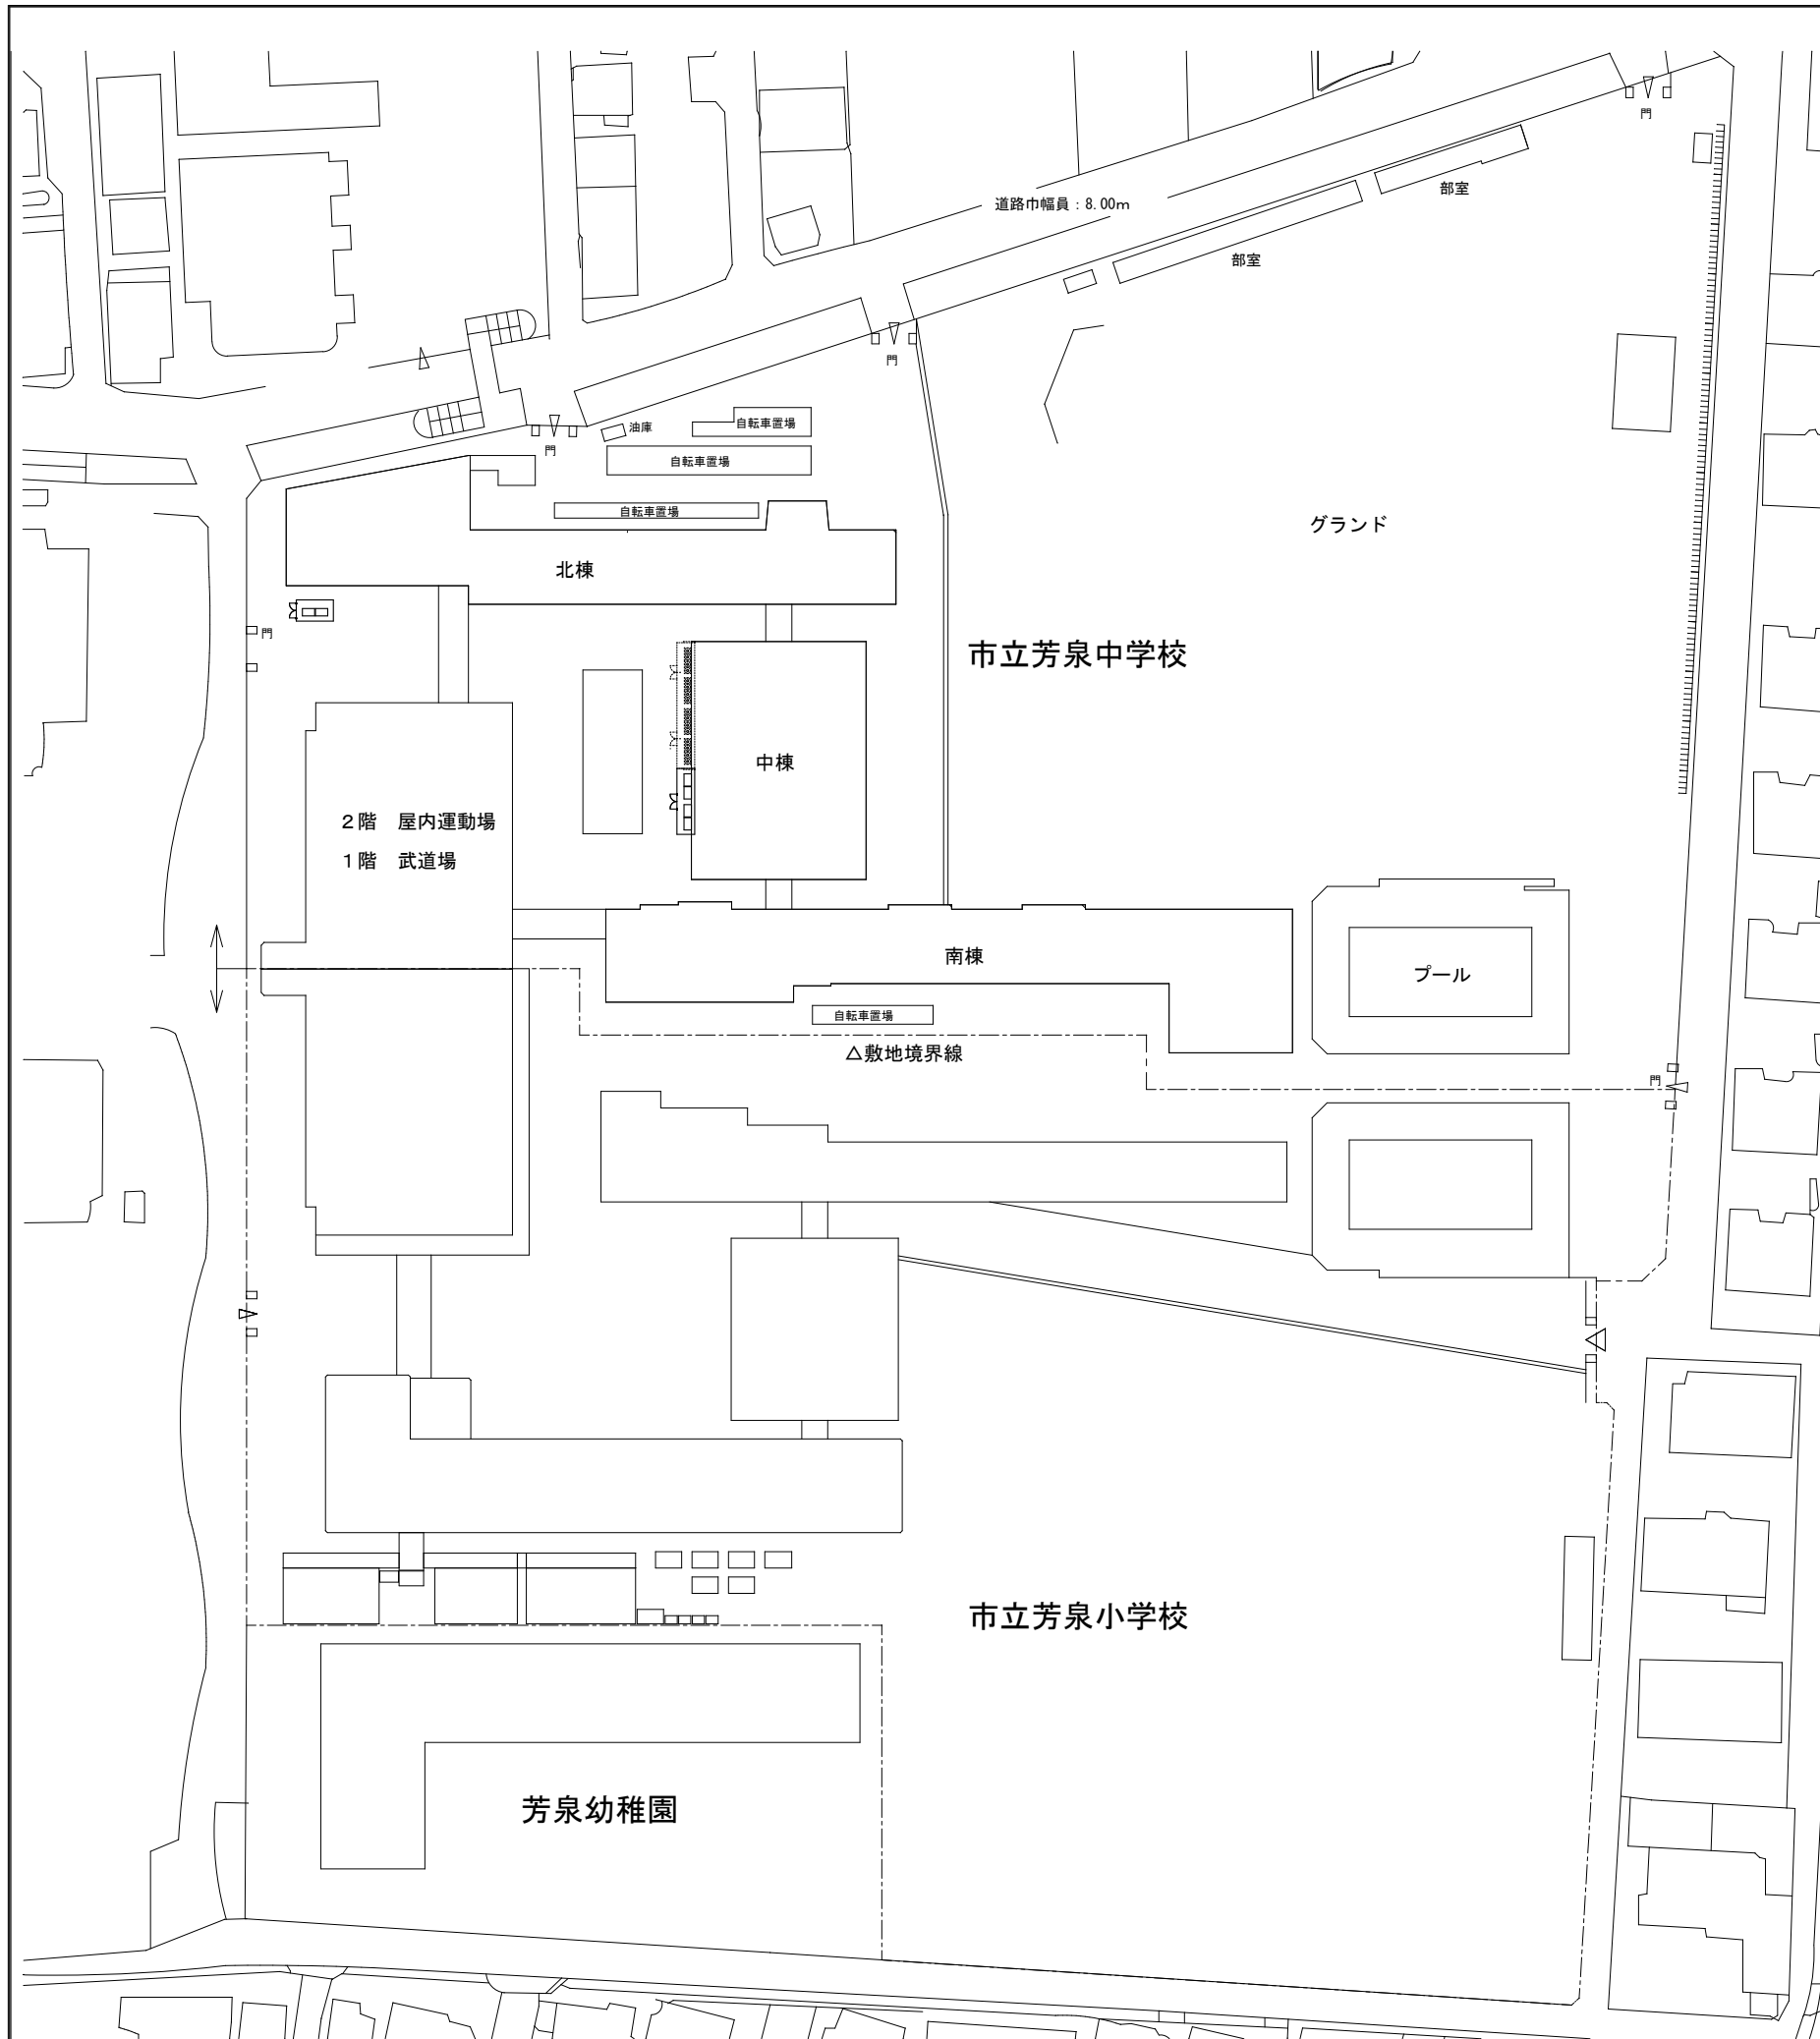 門
部室
道路巾幅員：8.00m
部室
門
自転車置場
油庫
門
自転車置場
自転車置場
グランド
北棟
門
市立芳泉中学校
中棟
2階　屋内運動場
1階　武道場
南棟
プール
自転車置場
△敷地境界線
門
市立芳泉小学校
芳泉幼稚園